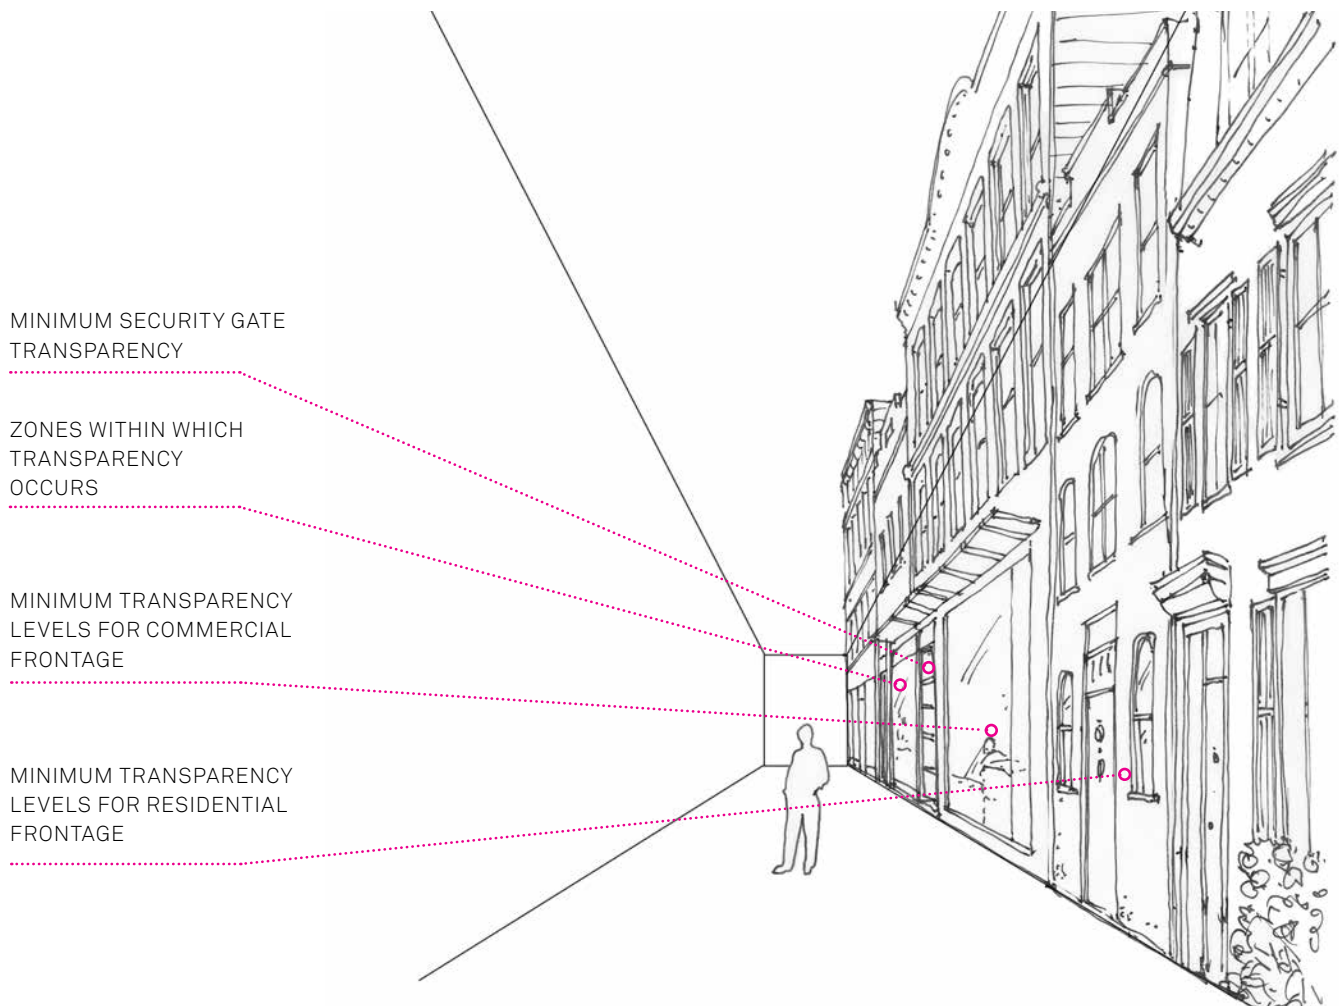 MINIMUM SECURITY GATE
TRANSPARENCY
ZONES WITHIN WHICH
TRANSPARENCY
OCCURS
MINIMUM TRANSPARENCY
LEVELS FOR COMMERCIAL
FRONTAGE
MINIMUM TRANSPARENCY
LEVELS FOR RESIDENTIAL
FRONTAGE